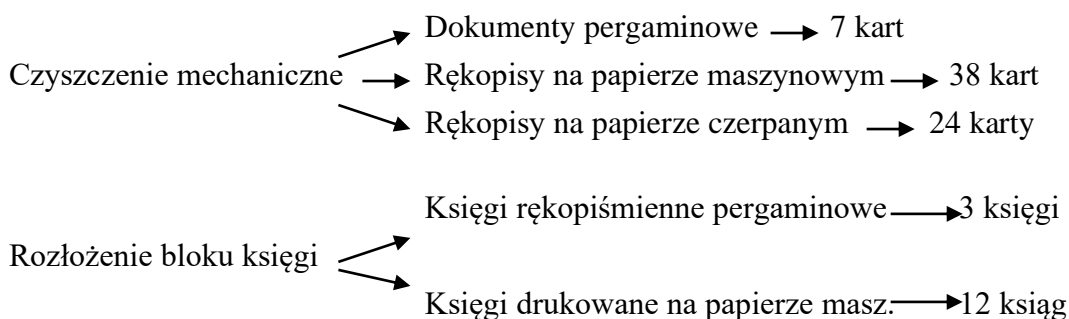 Dokumenty pergaminowe → 7 kart
Czyszczenie mechaniczne → Rękopisy na papierze maszynowym → 38 kart
Rękopisy na papierze czerpanym → 24 karty
Księgi rękopiśmienne pergaminowe → 3 księgi
Rozłożenie bloku księgi
Księgi drukowane na papierze masz. → 12 ksiąg